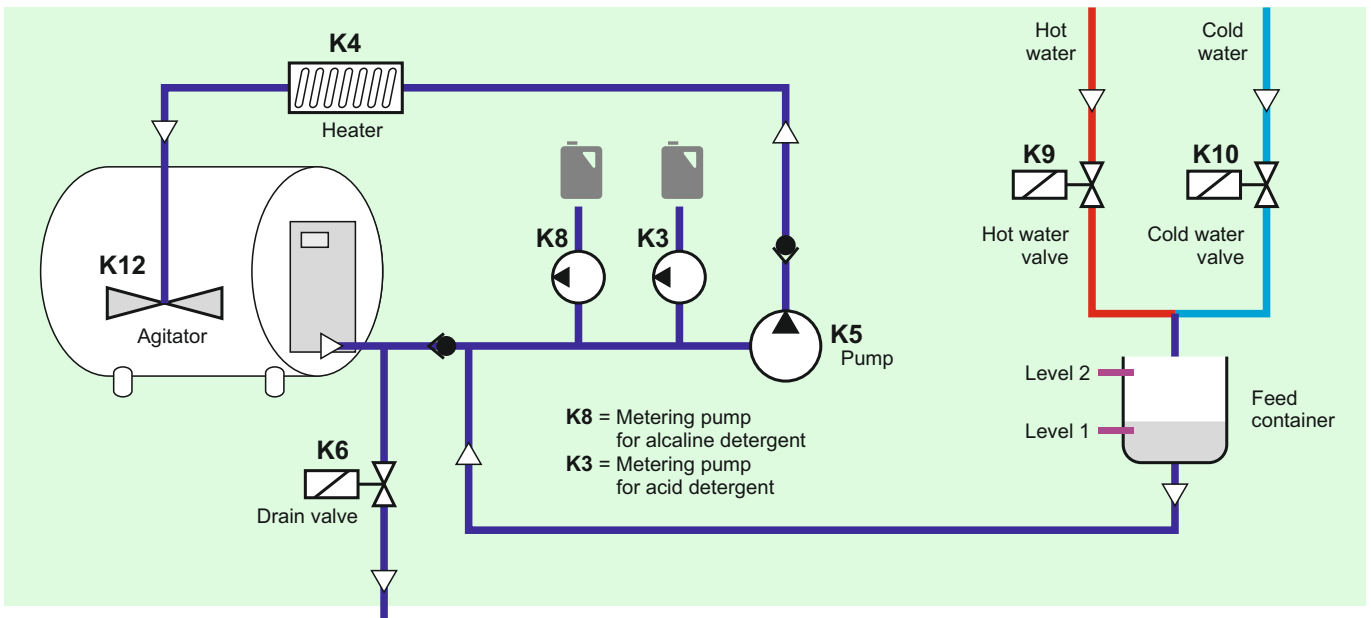 K4
Heater
K12
Agitator
K8
K3
K5
Pump
K6
Drain valve
K8 = Metering pump
for alcaline detergent
K3 = Metering pump
for acid detergent
Hot
water
Cold
water
K9
K10
Hot water
valve
Cold water
valve
Level 2
Level 1
Feed
container